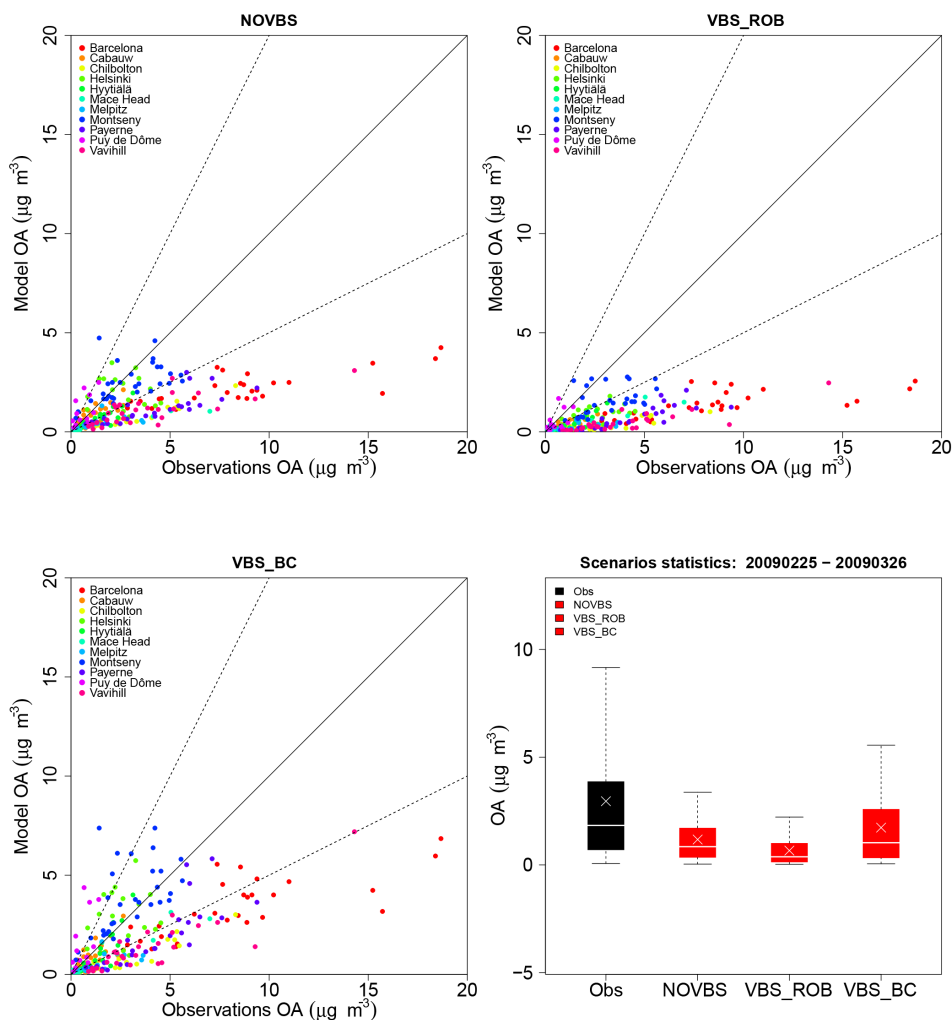 NOVBS
20
15
10
5
0
Model OA (μg m⁻³)
Barcelona
Cabauw
Chilbolton
Helsinki
Hyytiälä
Mace Head
Melpitz
Montseny
Payerne
Puy de Dôme
Vavihill
0 5 10 15 20
Observations OA (μg m⁻³)
VBS_ROB
20
15
10
5
0
Model OA (μg m⁻³)
Barcelona
Cabauw
Chilbolton
Helsinki
Hyytiälä
Mace Head
Melpitz
Montseny
Payerne
Puy de Dôme
Vavihill
0 5 10 15 20
Observations OA (μg m⁻³)
VBS_BC
20
15
10
5
0
Model OA (μg m⁻³)
Barcelona
Cabauw
Chilbolton
Helsinki
Hyytiälä
Mace Head
Melpitz
Montseny
Payerne
Puy de Dôme
Vavihill
0 5 10 15 20
Observations OA (μg m⁻³)
Scenarios statistics: 20090225 − 20090326
Obs
NOVBS
VBS_ROB
VBS_BC
10
5
0
−5
OA (μg m⁻³)
Obs NOVBS VBS_ROB VBS_BC